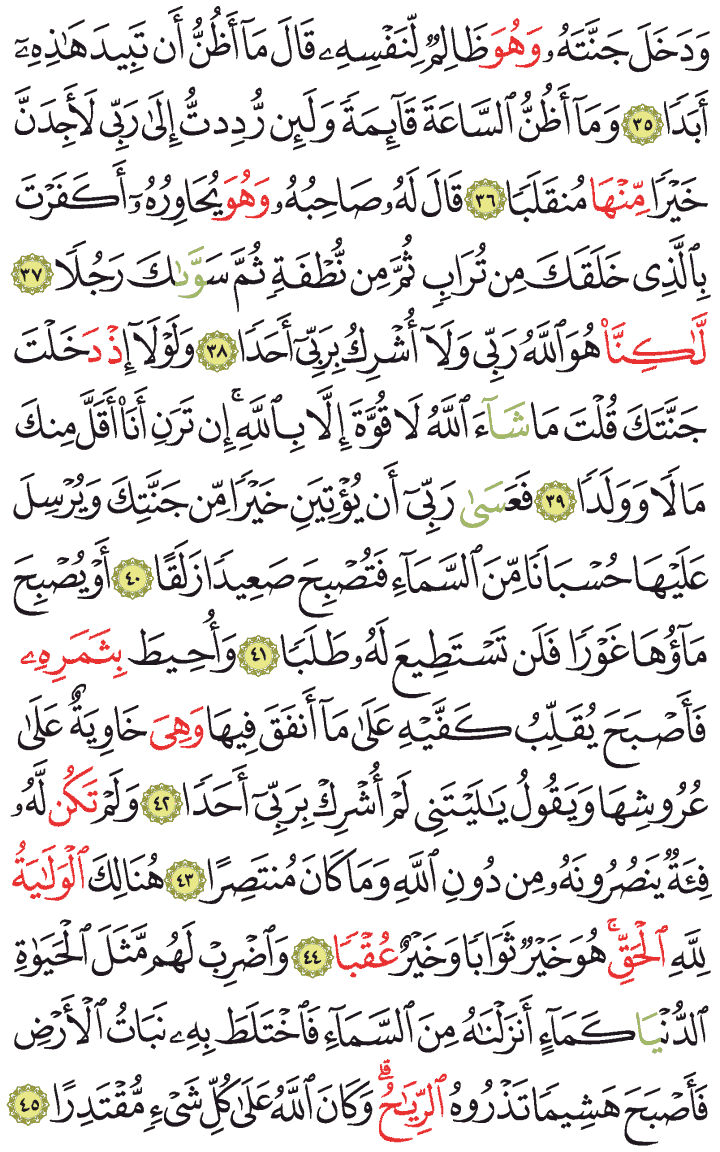 وَدَخَلَ جَنَّتَهُۥ وَهُوَ ظَالِمٌ لِّنَفْسِهِۦ قَالَ مَآ أَظُنُّ أَن تَبِيدَ هَٰذِهِۦٓ
أَبَدًا ٣٥ وَمَآ أَظُنُّ ٱلسَّاعَةَ قَآئِمَةً وَلَئِن رُّدِدتُّ إِلَىٰ رَبِّى لَأَجِدَنَّ
خَيْرًا مِّنْهَا مُنقَلَبًا ٣٦ قَالَ لَهُۥ صَاحِبُهُۥ وَهُوَ يُحَاوِرُهُۥٓ أَكَفَرْتَ
بِٱلَّذِى خَلَقَكَ مِن تُرَابٍ ثُمَّ مِن نُّطْفَةٍ ثُمَّ سَوَّىٰكَ رَجُلًا ٣٧
لَّٰكِنَّا۠ هُوَ ٱللَّهُ رَبِّى وَلَآ أُشْرِكُ بِرَبِّىٓ أَحَدًا ٣٨ وَلَوْلَآ إِذْ دَخَلْتَ
جَنَّتَكَ قُلْتَ مَا شَآءَ ٱللَّهُ لَا قُوَّةَ إِلَّا بِٱللَّهِ ۚ إِن تَرَنِ أَنَا۠ أَقَلَّ مِنكَ
مَالًا وَوَلَدًا ٣٩ فَعَسَىٰ رَبِّىٓ أَن يُؤْتِيَنِ خَيْرًا مِّن جَنَّتِكَ وَيُرْسِلَ
عَلَيْهَا حُسْبَانًا مِّنَ ٱلسَّمَآءِ فَتُصْبِحَ صَعِيدًا زَلَقًا ٤٠ أَوْ يُصْبِحَ
مَآؤُهَا غَوْرًا فَلَن تَسْتَطِيعَ لَهُۥ طَلَبًا ٤١ وَأُحِيطَ بِثَمَرِهِۦ
فَأَصْبَحَ يُقَلِّبُ كَفَّيْهِ عَلَىٰ مَآ أَنفَقَ فِيهَا وَهِىَ خَاوِيَةٌ عَلَىٰ
عُرُوشِهَا وَيَقُولُ يَٰلَيْتَنِى لَمْ أُشْرِكْ بِرَبِّىٓ أَحَدًا ٤٢ وَلَمْ تَكُن لَّهُۥ
فِئَةٌ يَنصُرُونَهُۥ مِن دُونِ ٱللَّهِ وَمَا كَانَ مُنتَصِرًا ٤٣ هُنَالِكَ ٱلْوَلَٰيَةُ
لِلَّهِ ٱلْحَقِّ ۚ هُوَ خَيْرٌ ثَوَابًا وَخَيْرٌ عُقْبًا ٤٤ وَٱضْرِبْ لَهُم مَّثَلَ ٱلْحَيَوٰةِ
ٱلدُّنْيَا كَمَآءٍ أَنزَلْنَٰهُ مِنَ ٱلسَّمَآءِ فَٱخْتَلَطَ بِهِۦ نَبَاتُ ٱلْأَرْضِ
فَأَصْبَحَ هَشِيمًا تَذْرُوهُ ٱلرِّيَٰحُ ۗ وَكَانَ ٱللَّهُ عَلَىٰ كُلِّ شَىْءٍ مُّقْتَدِرًا ٤٥